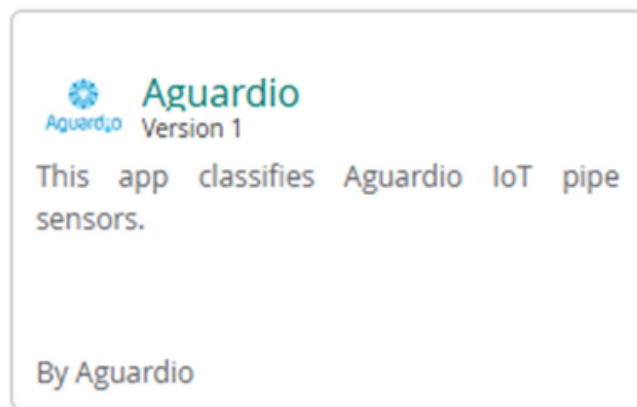 Aguardio
Aguardio
Version 1
This app classifies Aguardio IoT pipe
sensors.
By Aguardio